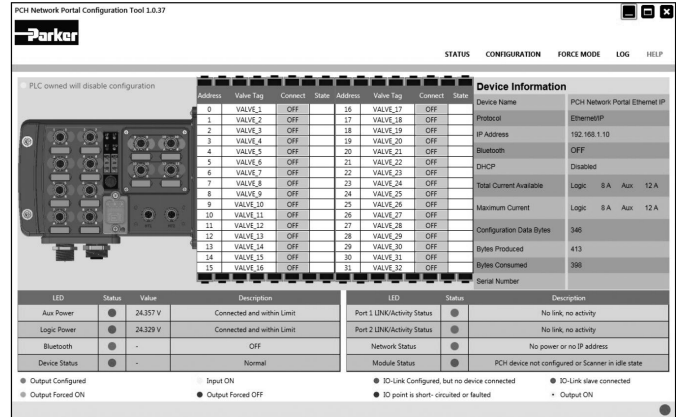 PCH Network Portal Configuration Tool 1.0.37
Parker
STATUS CONFIGURATION FORCE MODE LOG HELP
PLC owned will disable configuration
Address Valve Tag Connect State Address Valve Tag Connect State
0 VALVE_1 OFF 16 VALVE_17 OFF
1 VALVE_2 OFF 17 VALVE_18 OFF
2 VALVE_3 OFF 18 VALVE_19 OFF
3 VALVE_4 OFF 19 VALVE_20 OFF
4 VALVE_5 OFF 20 VALVE_21 OFF
5 VALVE_6 OFF 21 VALVE_22 OFF
6 VALVE_7 OFF 22 VALVE_23 OFF
7 VALVE_8 OFF 23 VALVE_24 OFF
8 VALVE_9 OFF 24 VALVE_25 OFF
9 VALVE_10 OFF 25 VALVE_26 OFF
10 VALVE_11 OFF 26 VALVE_27 OFF
11 VALVE_12 OFF 27 VALVE_28 OFF
12 VALVE_13 OFF 28 VALVE_29 OFF
13 VALVE_14 OFF 29 VALVE_30 OFF
14 VALVE_15 OFF 30 VALVE_31 OFF
15 VALVE_16 OFF 31 VALVE_32 OFF
Device Information
Device Name PCH Network Portal Ethernet IP
Protocol Ethernet/IP
IP Address 192.168.1.10
Bluetooth OFF
DHCP Disabled
Total Current Available Logic 8 A Aux 12 A
Maximum Current Logic 8 A Aux 12 A
Configuration Data Bytes 346
Bytes Produced 413
Bytes Consumed 398
Serial Number
LED Status Value Description
Aux Power 24.357 V Connected and within Limit
Logic Power 24.329 V Connected and within Limit
Bluetooth - OFF
Device Status - Normal
LED Status Description
Port 1 LINK/Activity Status No link, no activity
Port 2 LINK/Activity Status No link, no activity
Network Status No power or no IP address
Module Status PCH device not configured or Scanner in idle state
Output Configured Input ON IO-Link Configured, but no device connected IO-Link slave connected
Output Forced ON Output Forced OFF IO point is short- circuited or faulted Output ON